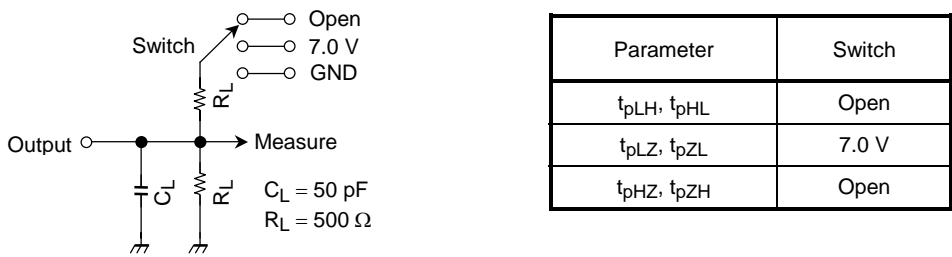 Open
Switch
7.0 V
GND
RL
Output
Measure
CL
RL
CL = 50 pF
RL = 500 Ω
Parameter Switch
tpLH, tpHL Open
tpLZ, tpZL 7.0 V
tpHZ, tpZH Open